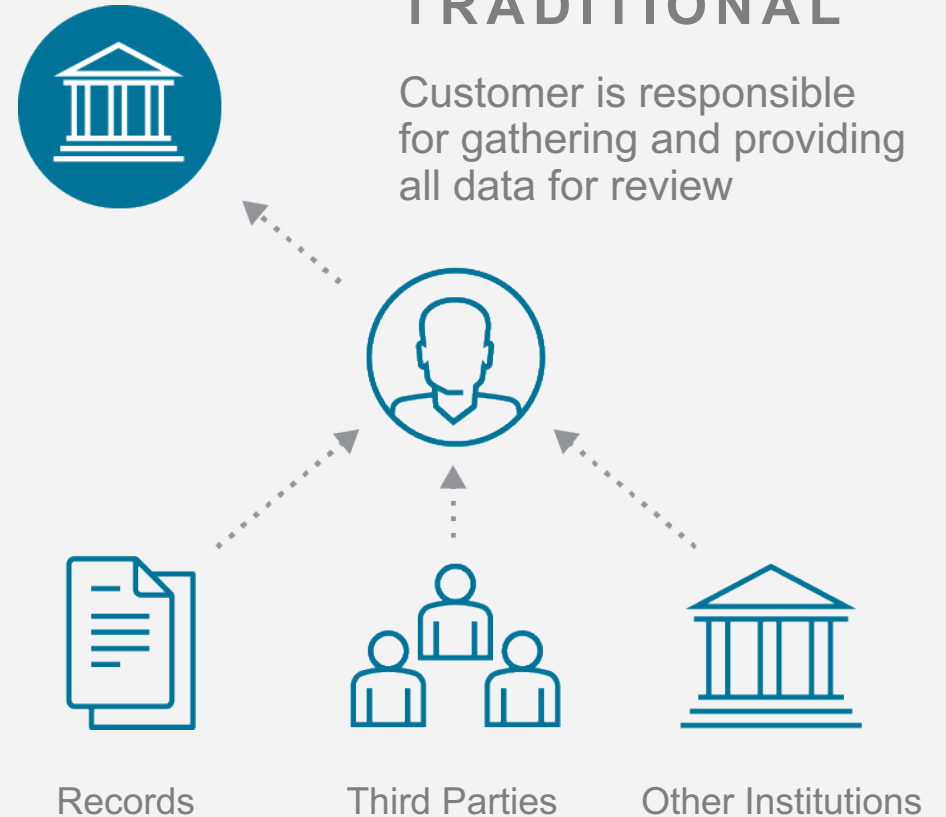 TRADITIONAL
Customer is responsible
for gathering and providing
all data for review
Records
Third Parties
Other Institutions